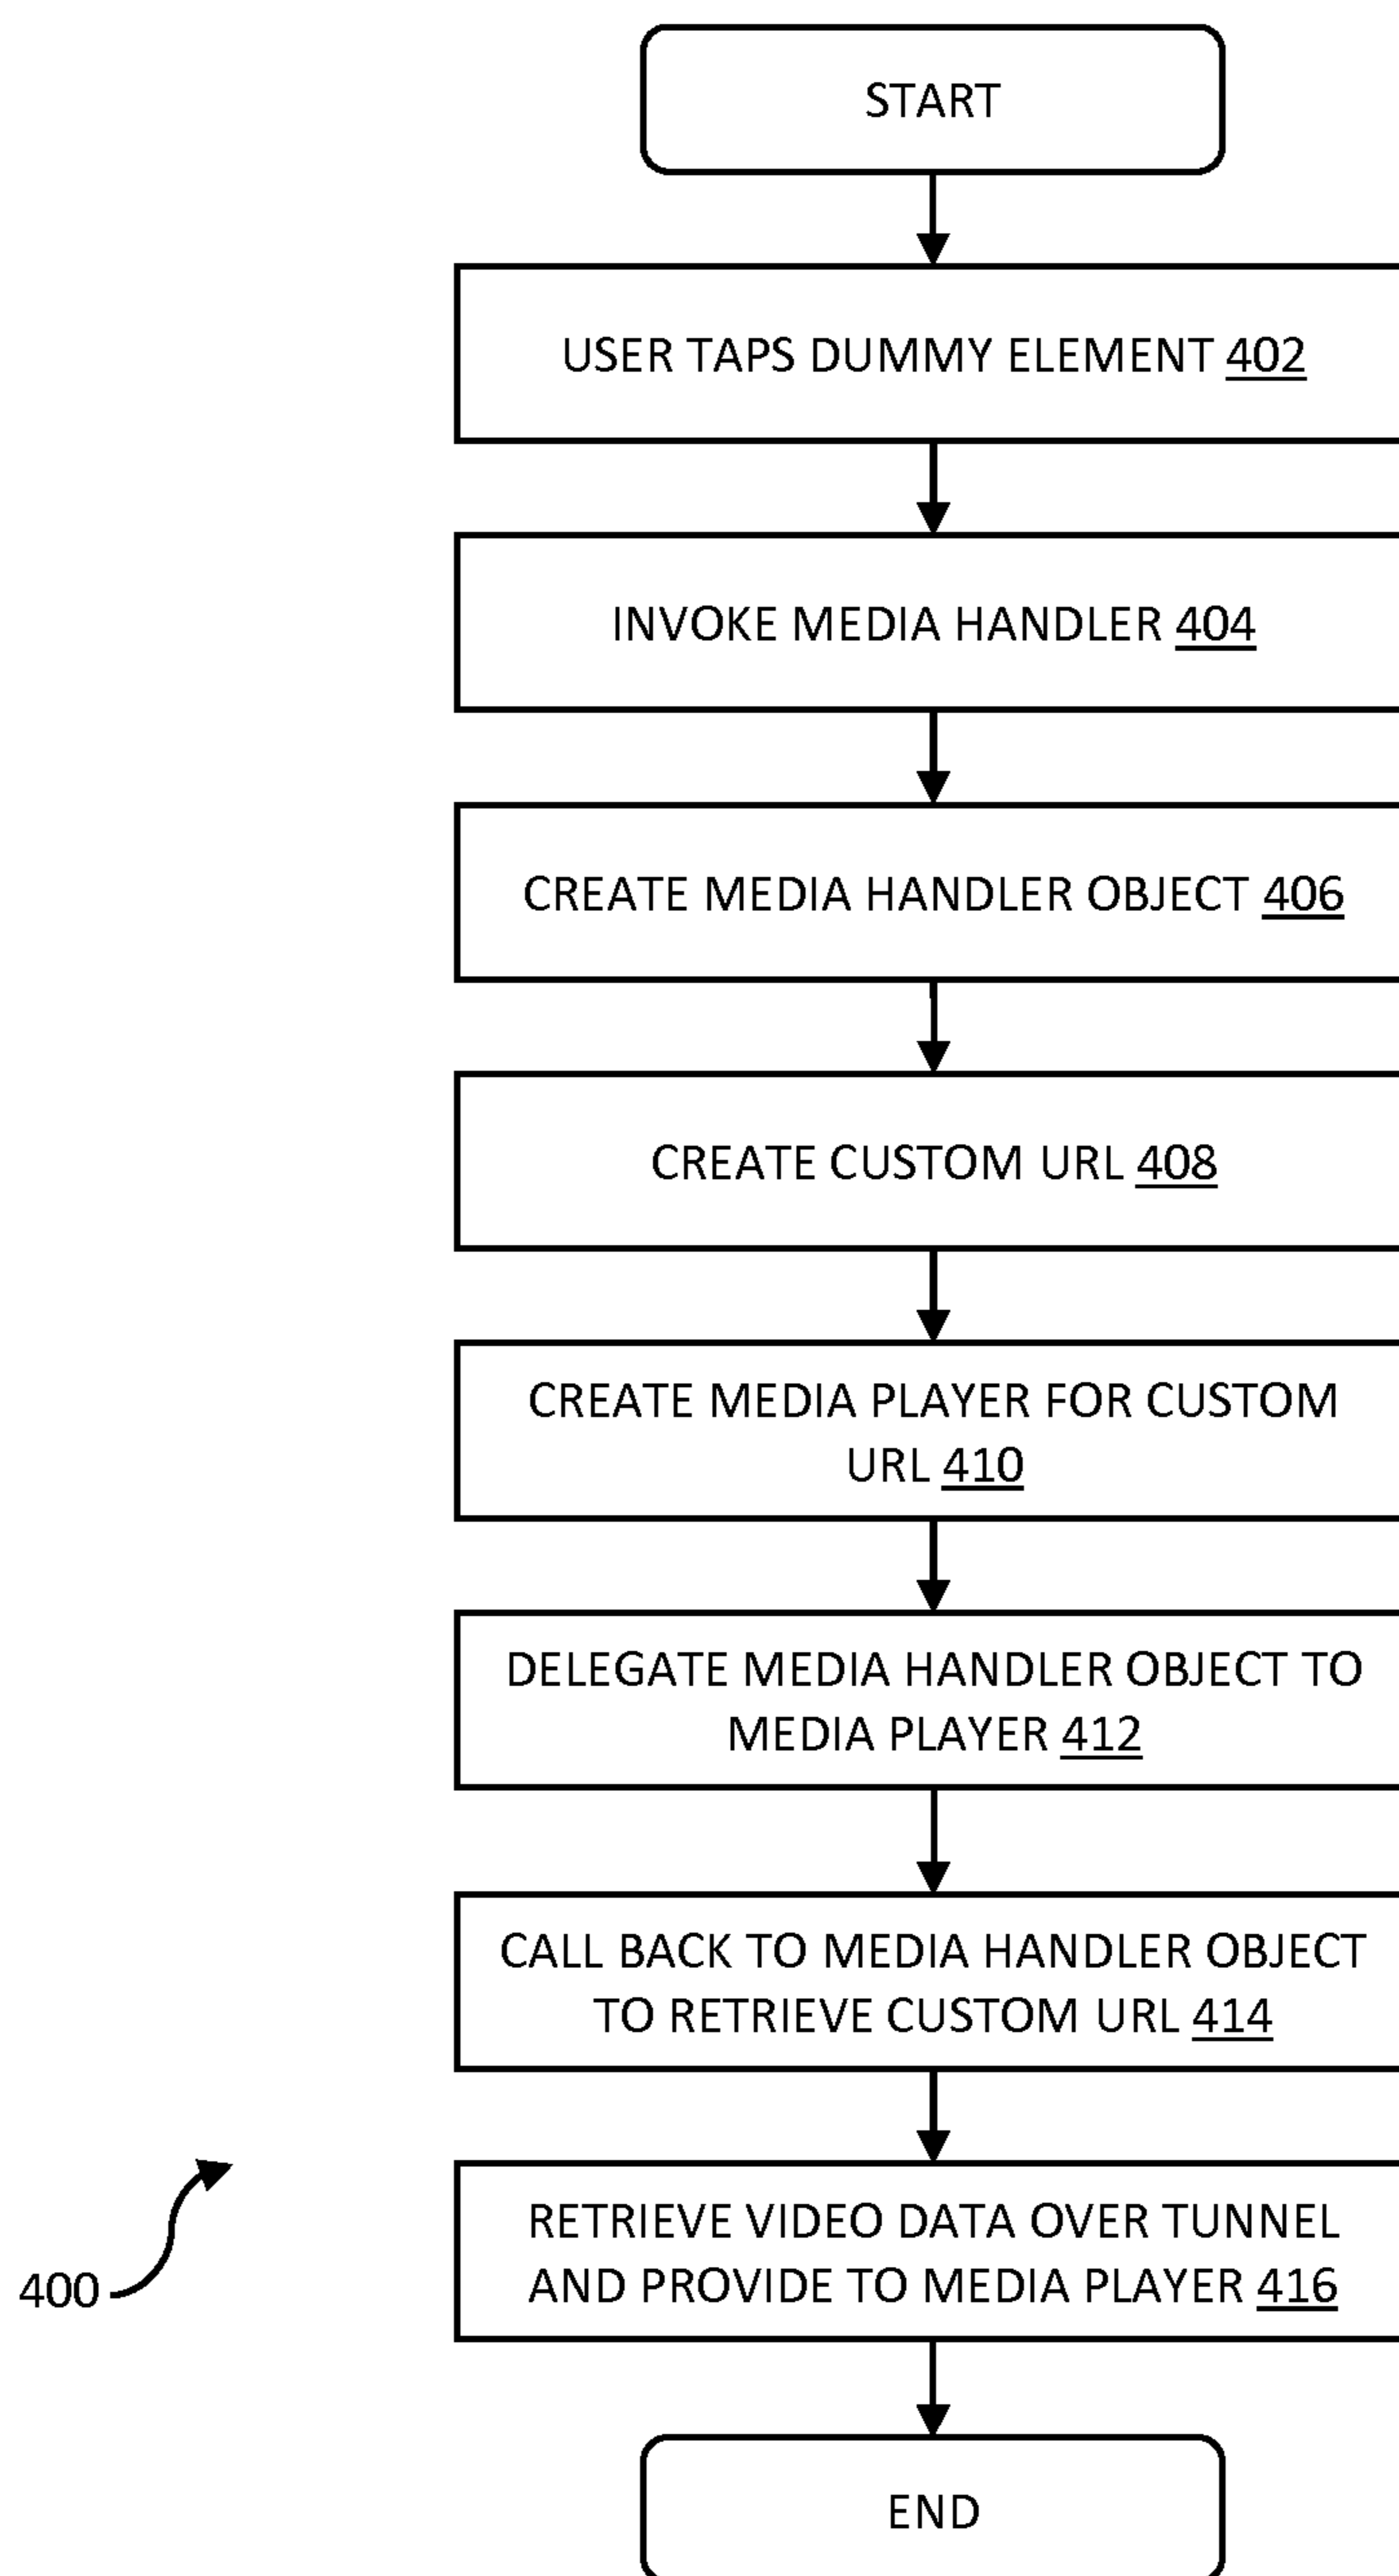 START
USER TAPS DUMMY ELEMENT 402
INVOKE MEDIA HANDLER 404
CREATE MEDIA HANDLER OBJECT 406
CREATE CUSTOM URL 408
CREATE MEDIA PLAYER FOR CUSTOM
URL 410
DELEGATE MEDIA HANDLER OBJECT TO
MEDIA PLAYER 412
CALL BACK TO MEDIA HANDLER OBJECT
TO RETRIEVE CUSTOM URL 414
RETRIEVE VIDEO DATA OVER TUNNEL
AND PROVIDE TO MEDIA PLAYER 416
400
END